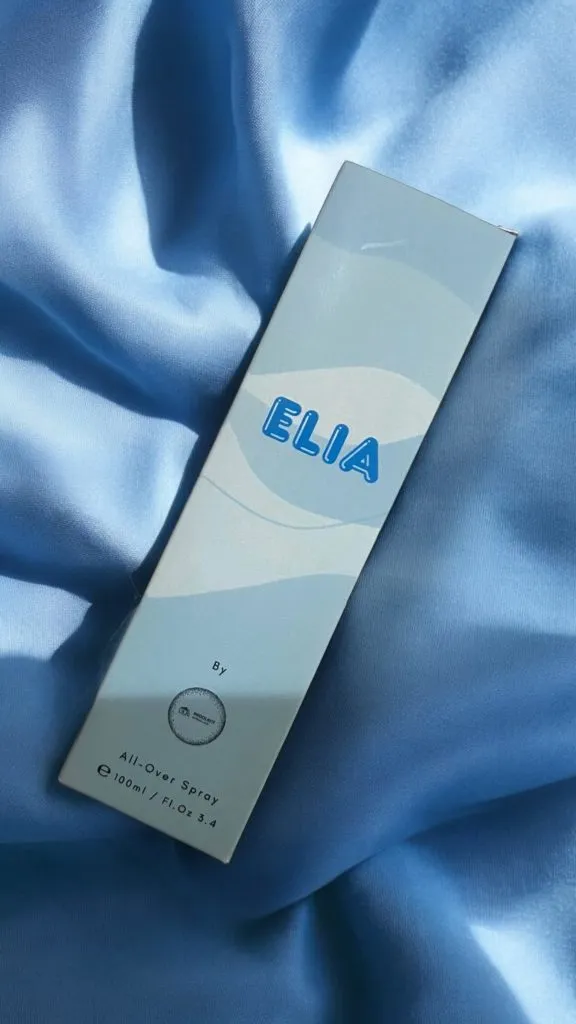 ELIA
By
All-Over Spray
℮ 100ml / Fl.Oz 3.4